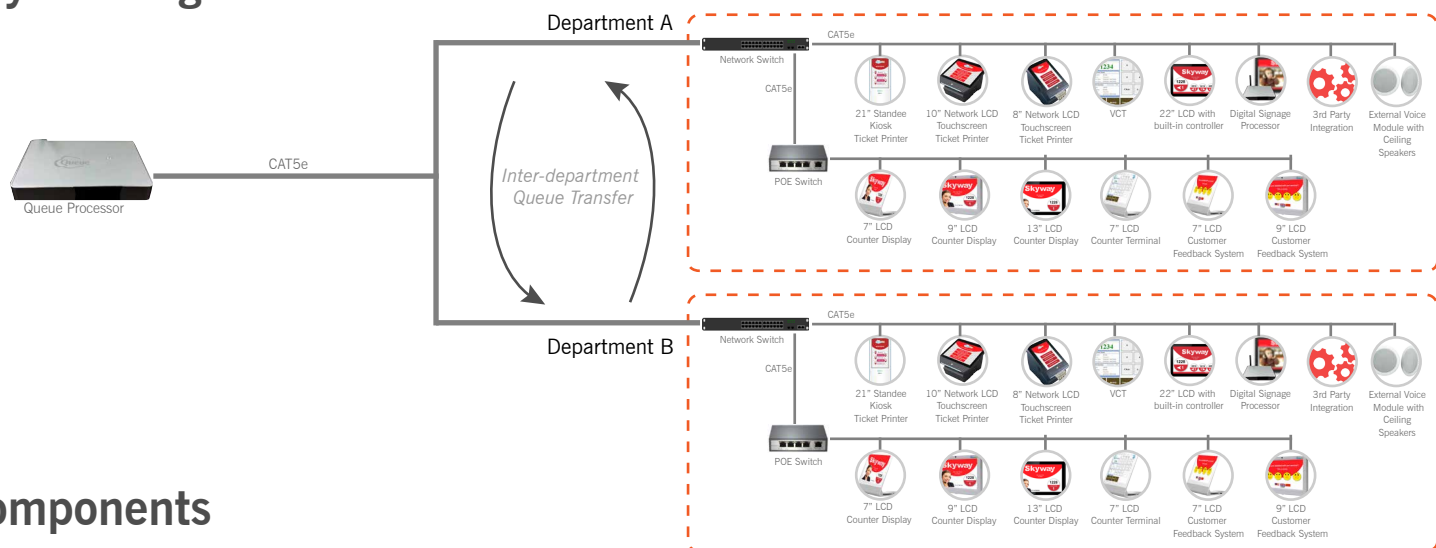 Department A
CAT5e
Network Switch
CAT5e
21" Standee
Kiosk
Ticket Printer
10" Network LCD
Touchscreen
Ticket Printer
8" Network LCD
Touchscreen
Ticket Printer
VCT
22" LCD with
built-in controller
Digital Signage
Processor
3rd Party
Integration
External Voice
Module with
Ceiling
Speakers
POE Switch
7" LCD
Counter Display
9" LCD
Counter Display
13" LCD
Counter Display
7" LCD
Counter Terminal
7" LCD
Customer
Feedback System
9" LCD
Customer
Feedback System
CAT5e
Queue Processor
Inter-department
Queue Transfer
Department B
CAT5e
Network Switch
CAT5e
21" Standee
Kiosk
Ticket Printer
10" Network LCD
Touchscreen
Ticket Printer
8" Network LCD
Touchscreen
Ticket Printer
VCT
22" LCD with
built-in controller
Digital Signage
Processor
3rd Party
Integration
External Voice
Module with
Ceiling
Speakers
POE Switch
7" LCD
Counter Display
9" LCD
Counter Display
13" LCD
Counter Display
7" LCD
Counter Terminal
7" LCD
Customer
Feedback System
9" LCD
Customer
Feedback System
omponents